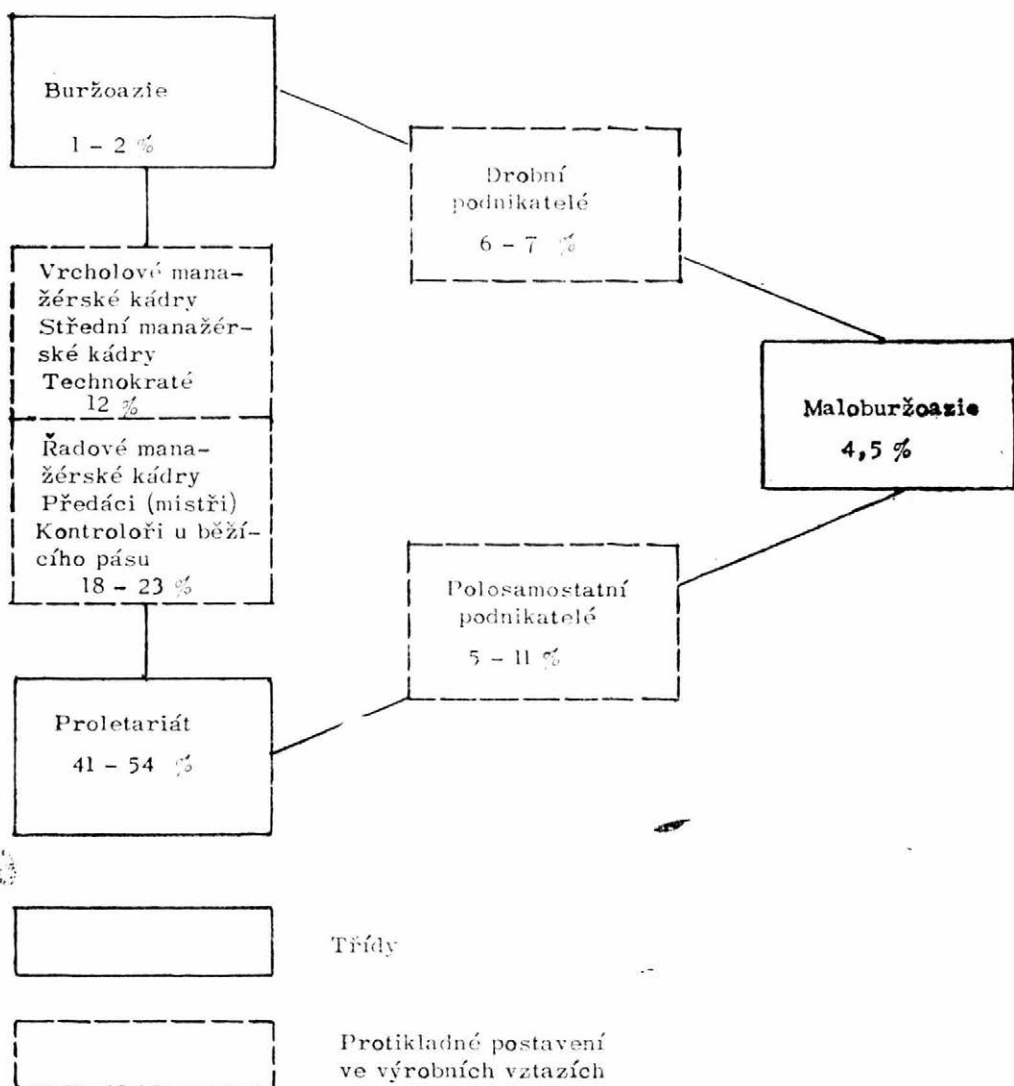 Buržoazie
1 - 2 %
Drobní
podnikatelé
6 - 7 %
Vrcholové mana-
žérské kádry
Střední manažér-
ské kádry
Technokraté
12 %
Maloburžoazie
4,5 %
Řadové mana-
žérské kádry
Předáci (mistři)
Kontroloři u běží-
cího pásu
18 - 23 %
Polosamostatní
podnikatelé
5 - 11 %
Proletariát
41 - 54 %
Třídy
Protikladné postavení
ve výrobních vztazích